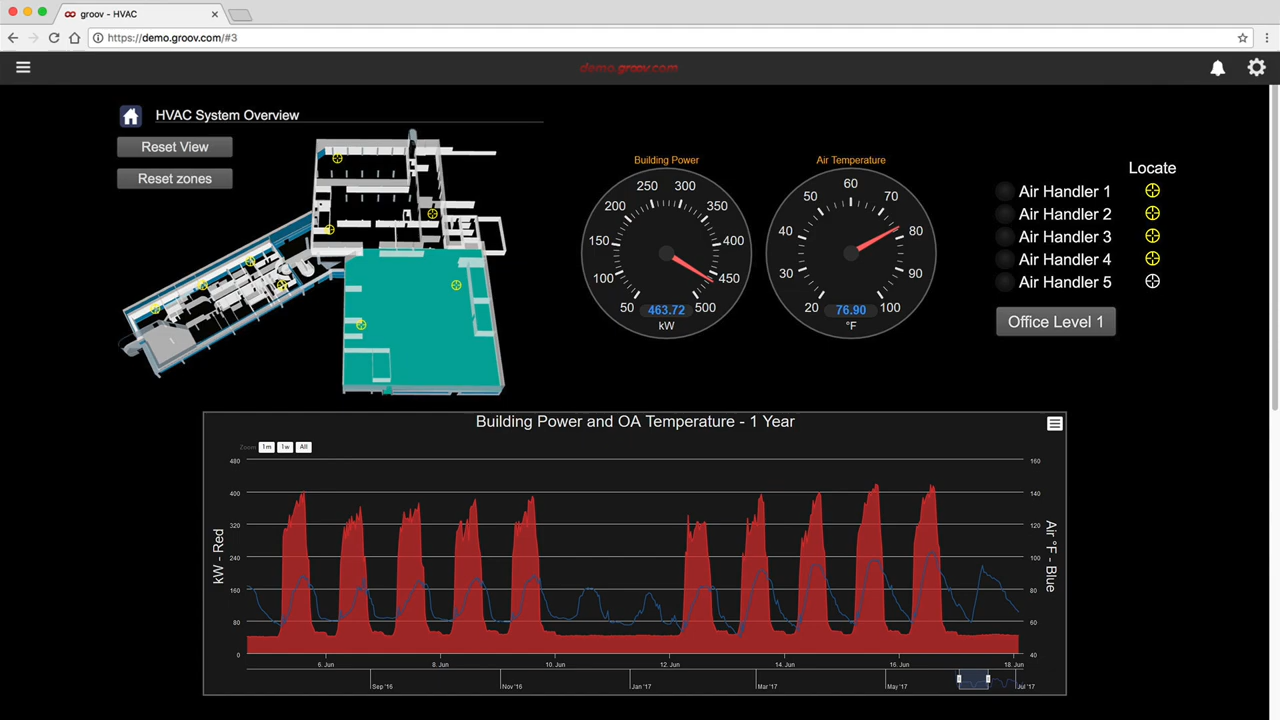 groov - HVAC
https://demo.groov.com/#3
demo.groov.com
HVAC System Overview
Reset View
Reset zones
Building Power
50 100 150 200 250 300 350 400 450 500
463.72
kW
Air Temperature
20 30 40 50 60 70 80 90 100
76.90
°F
Locate
Air Handler 1
Air Handler 2
Air Handler 3
Air Handler 4
Air Handler 5
Office Level 1
Building Power and OA Temperature - 1 Year
Zoom 1m 1w All
kW - Red
480
400
320
240
160
80
0
160
140
120
100
80
60
40
Air °F - Blue
6. Jun 8. Jun 10. Jun 12. Jun 14. Jun 16. Jun 18. Jun
Sep '16 Nov '16 Jan '17 Mar '17 May '17 Jul '17